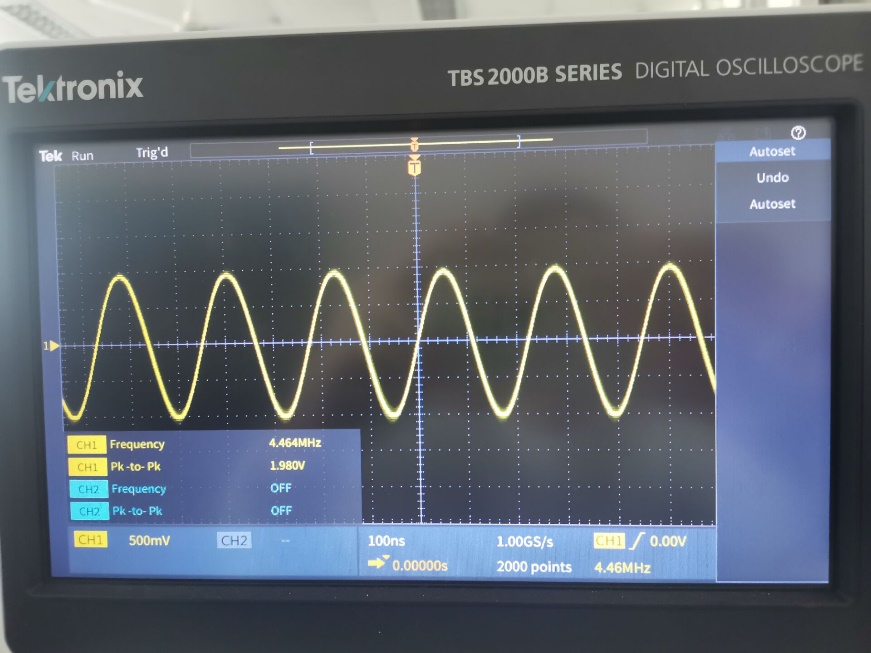 Tektronix
TBS 2000B SERIES DIGITAL OSCILLOSCOPE
Tek Run Trig'd
T
T
?
Autoset
Undo
Autoset
1
CH1 Frequency 4.464MHz
CH1 Pk-to-Pk 1.980V
CH2 Frequency OFF
CH2 Pk-to-Pk OFF
CH1 500mV CH2 -- 100ns 1.00GS/s CH1 0.00V
0.00000s 2000 points 4.46MHz